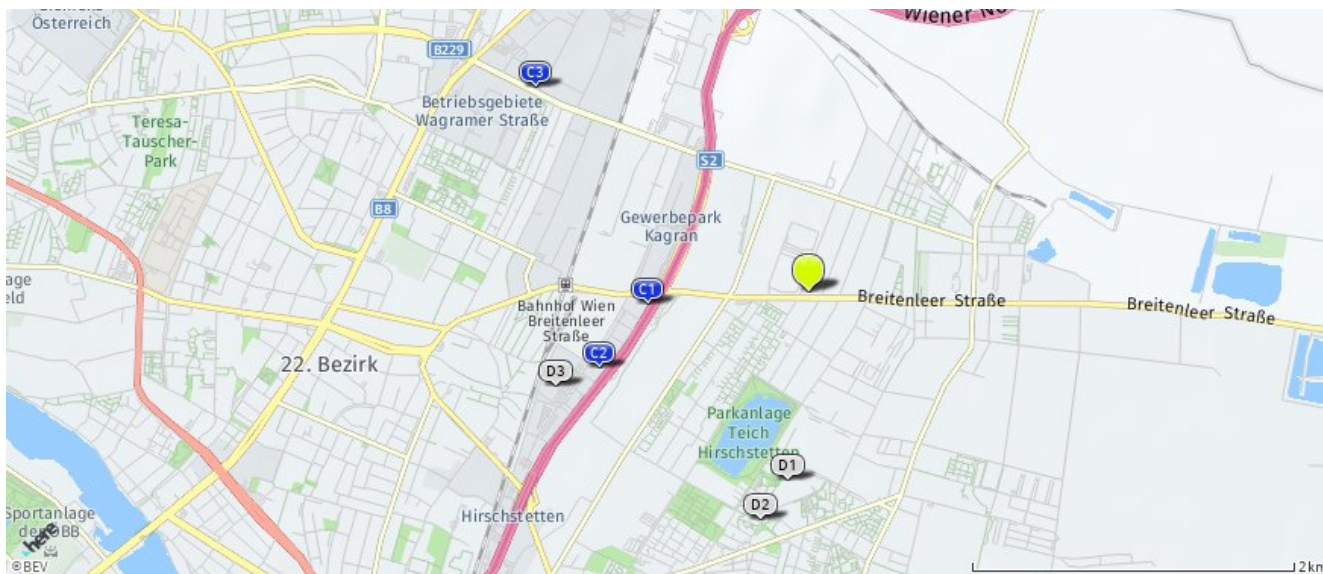 Österreich
Wiener
B229
C3
Betriebsgebiete
Wagramer Straße
Teresa-
Tauscher-
Park
S2
B8
Gewerbepark
Kagran
age
eld
C1
Breitenleer Straße
Breitenleer Straße
Bahnhof Wien
Breitenleer
Straße
C2
D3
22. Bezirk
Parkanlage
Teich
Hirschstetten
D1
D2
Hirschstetten
Sportanlage
der ÖBB
here
©BEV
2km